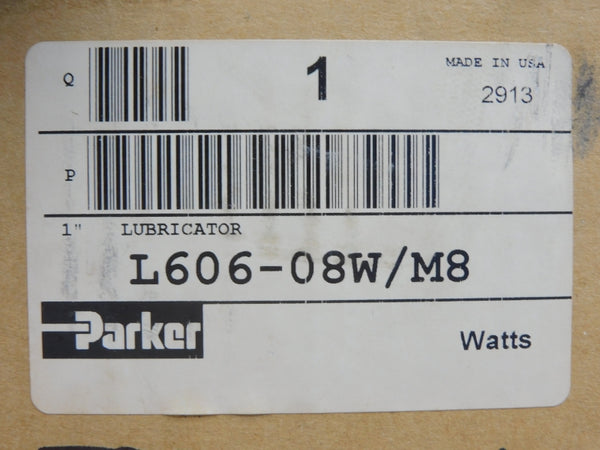 Q
1
MADE IN USA
2913
P
1" LUBRICATOR
L606-08W/M8
Parker
Watts